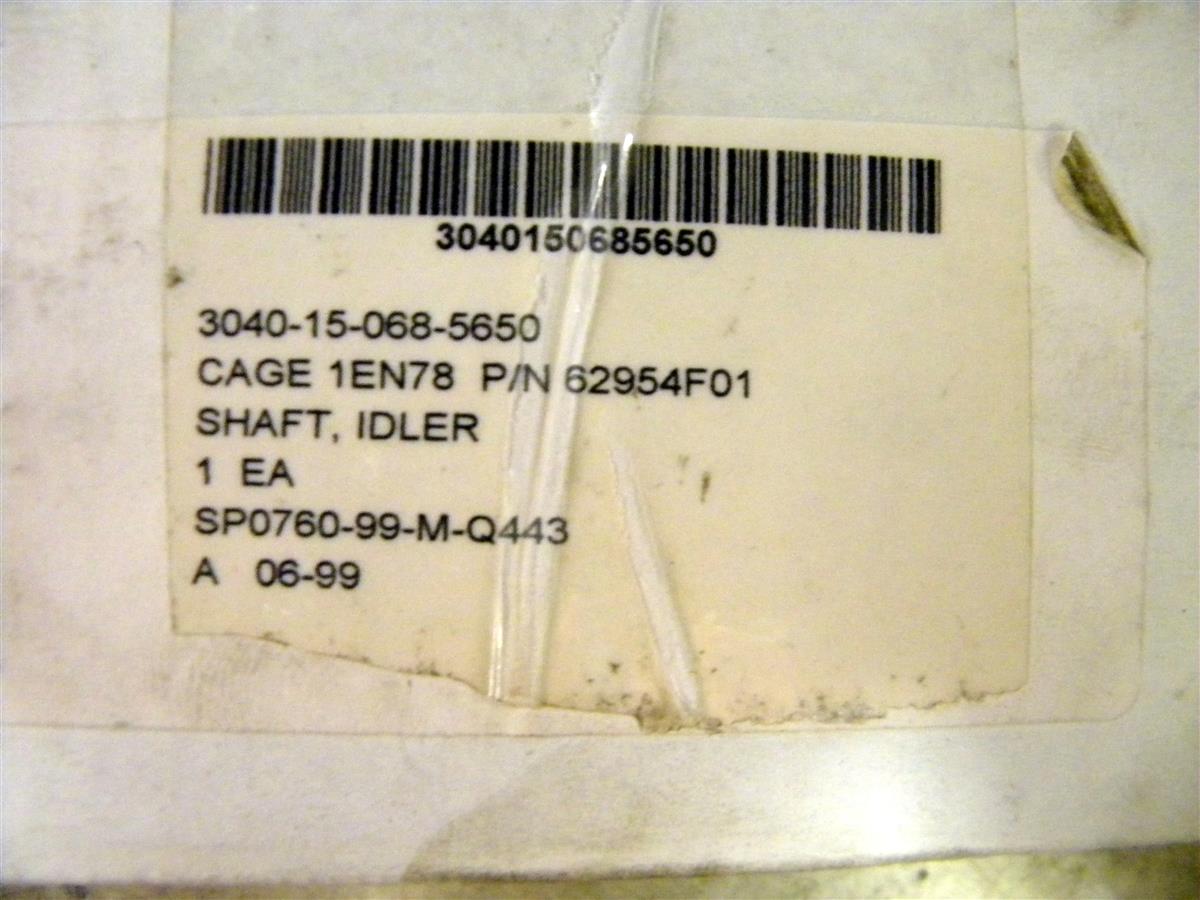 3040150685650
3040-15-068-5650
CAGE 1EN78 P/N 62954F01
SHAFT, IDLER
1 EA
SP0760-99-M-Q443
A 06-99